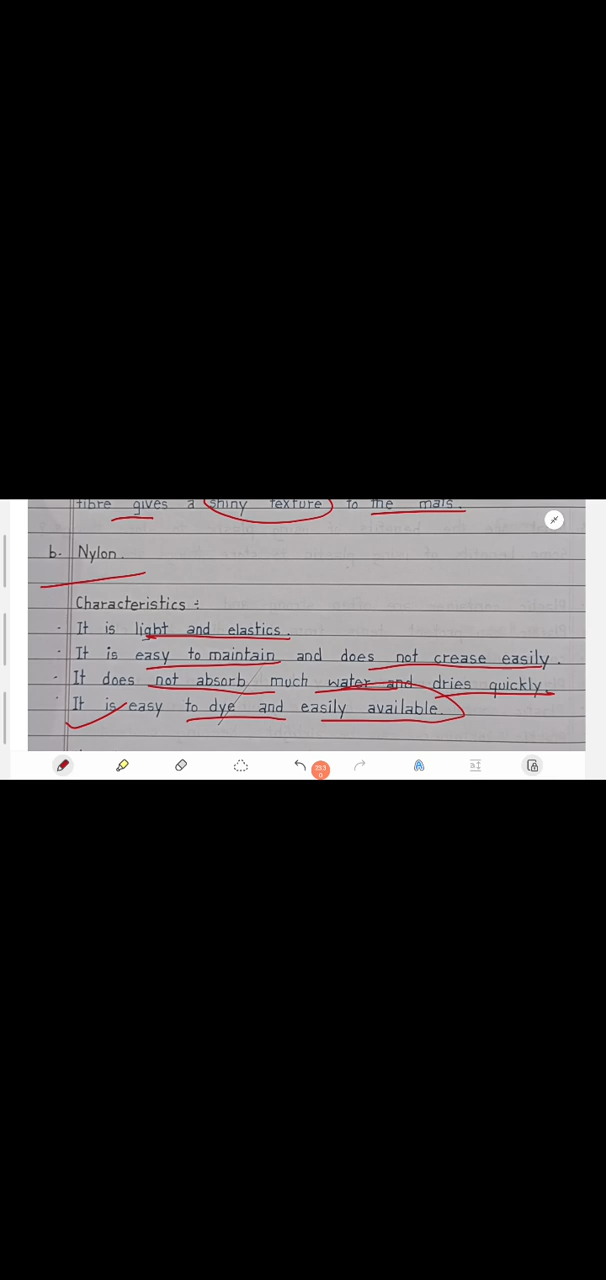 fibre gives a shiny texture to the mats.
b. Nylon.
Characteristics :
· It is light and elastics.
· It is easy to maintain and does not crease easily.
· It does not absorb much water and dries quickly.
· It is easy to dye and easily available.